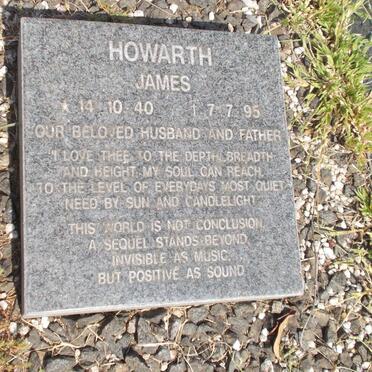 HOWARTH
JAMES
★ 14.10.40 † 7.7.95
OUR BELOVED HUSBAND AND FATHER
"I LOVE THEE TO THE DEPTH, BREADTH
AND HEIGHT, MY SOUL CAN REACH,
TO THE LEVEL OF EVERYDAYS MOST QUIET
NEED BY SUN AND CANDLELIGHT.
THIS WORLD IS NOT CONCLUSION,
A SEQUEL STANDS BEYOND,
INVISIBLE AS MUSIC...
BUT POSITIVE AS SOUND